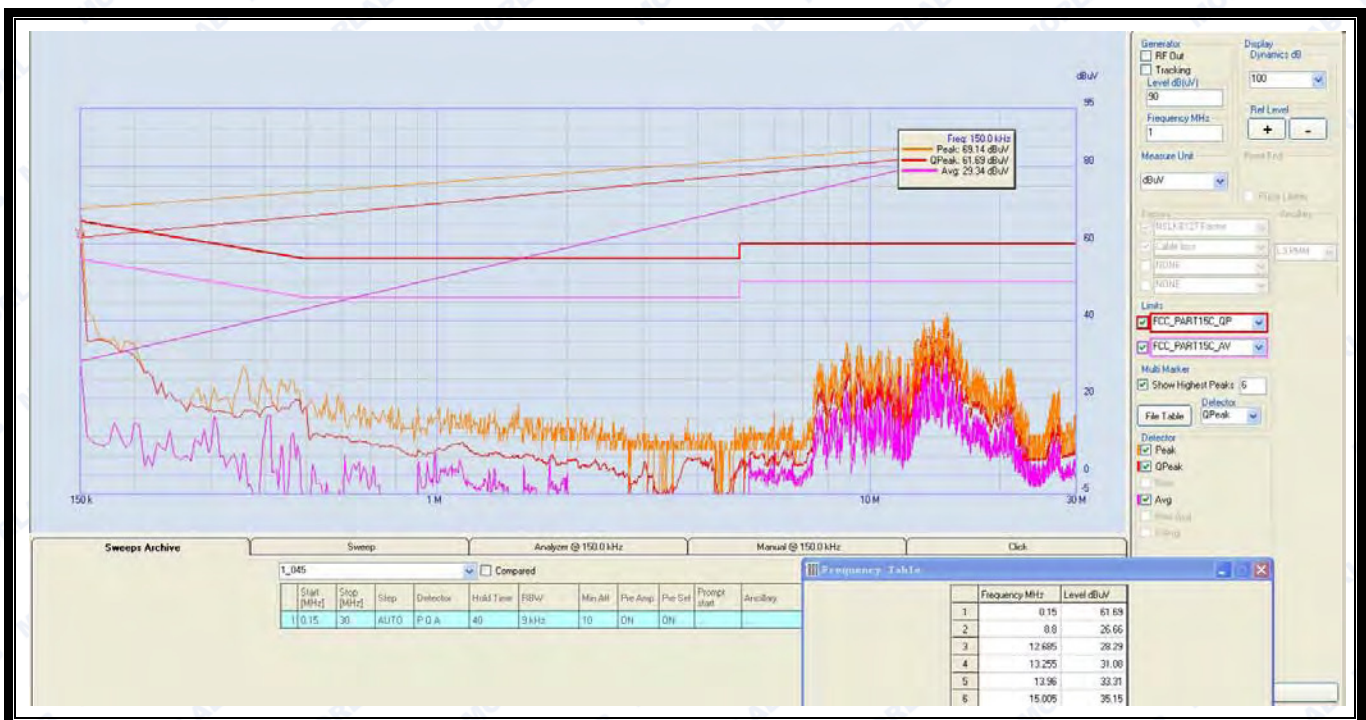 Generator
RF Out
Tracking
Level dB(uV)
90
Frequency MHz
1
Display
Dynamics dB
100
Ref Level
+ -
Measure Unit
dBuV
dBuV
95
80
60
40
20
0
-5
150 k
1 M
10 M
30 M
Freq: 150.0 kHz
Peak: 69.14 dBuV
QPeak: 61.69 dBuV
Avg: 29.34 dBuV
Cable loss
NONE
NONE
Limits
FCC_PART15C_QP
FCC_PART15C_AV
Multi Marker
Show Highest Peaks 6
File Table
Detector
QPeak
Detector
Peak
QPeak
Avg
Sweeps Archive
Sweep
Analyzer @ 150.0 kHz
Manual @ 150.0 kHz
Click
1_045
Compared
Start [MHz] Stop [MHz] Step Detector Hold Time RBW Min Att Pre Amp Pre Sel Prompt start Ancillary
1 0.15 30 AUTO P Q A 40 9 kHz 10 ON ON ...
Frequency Table
Frequency MHz Level dBuV
1 0.15 61.69
2 8.8 26.66
3 12.685 28.29
4 13.255 31.08
5 13.96 33.31
6 15.005 35.15